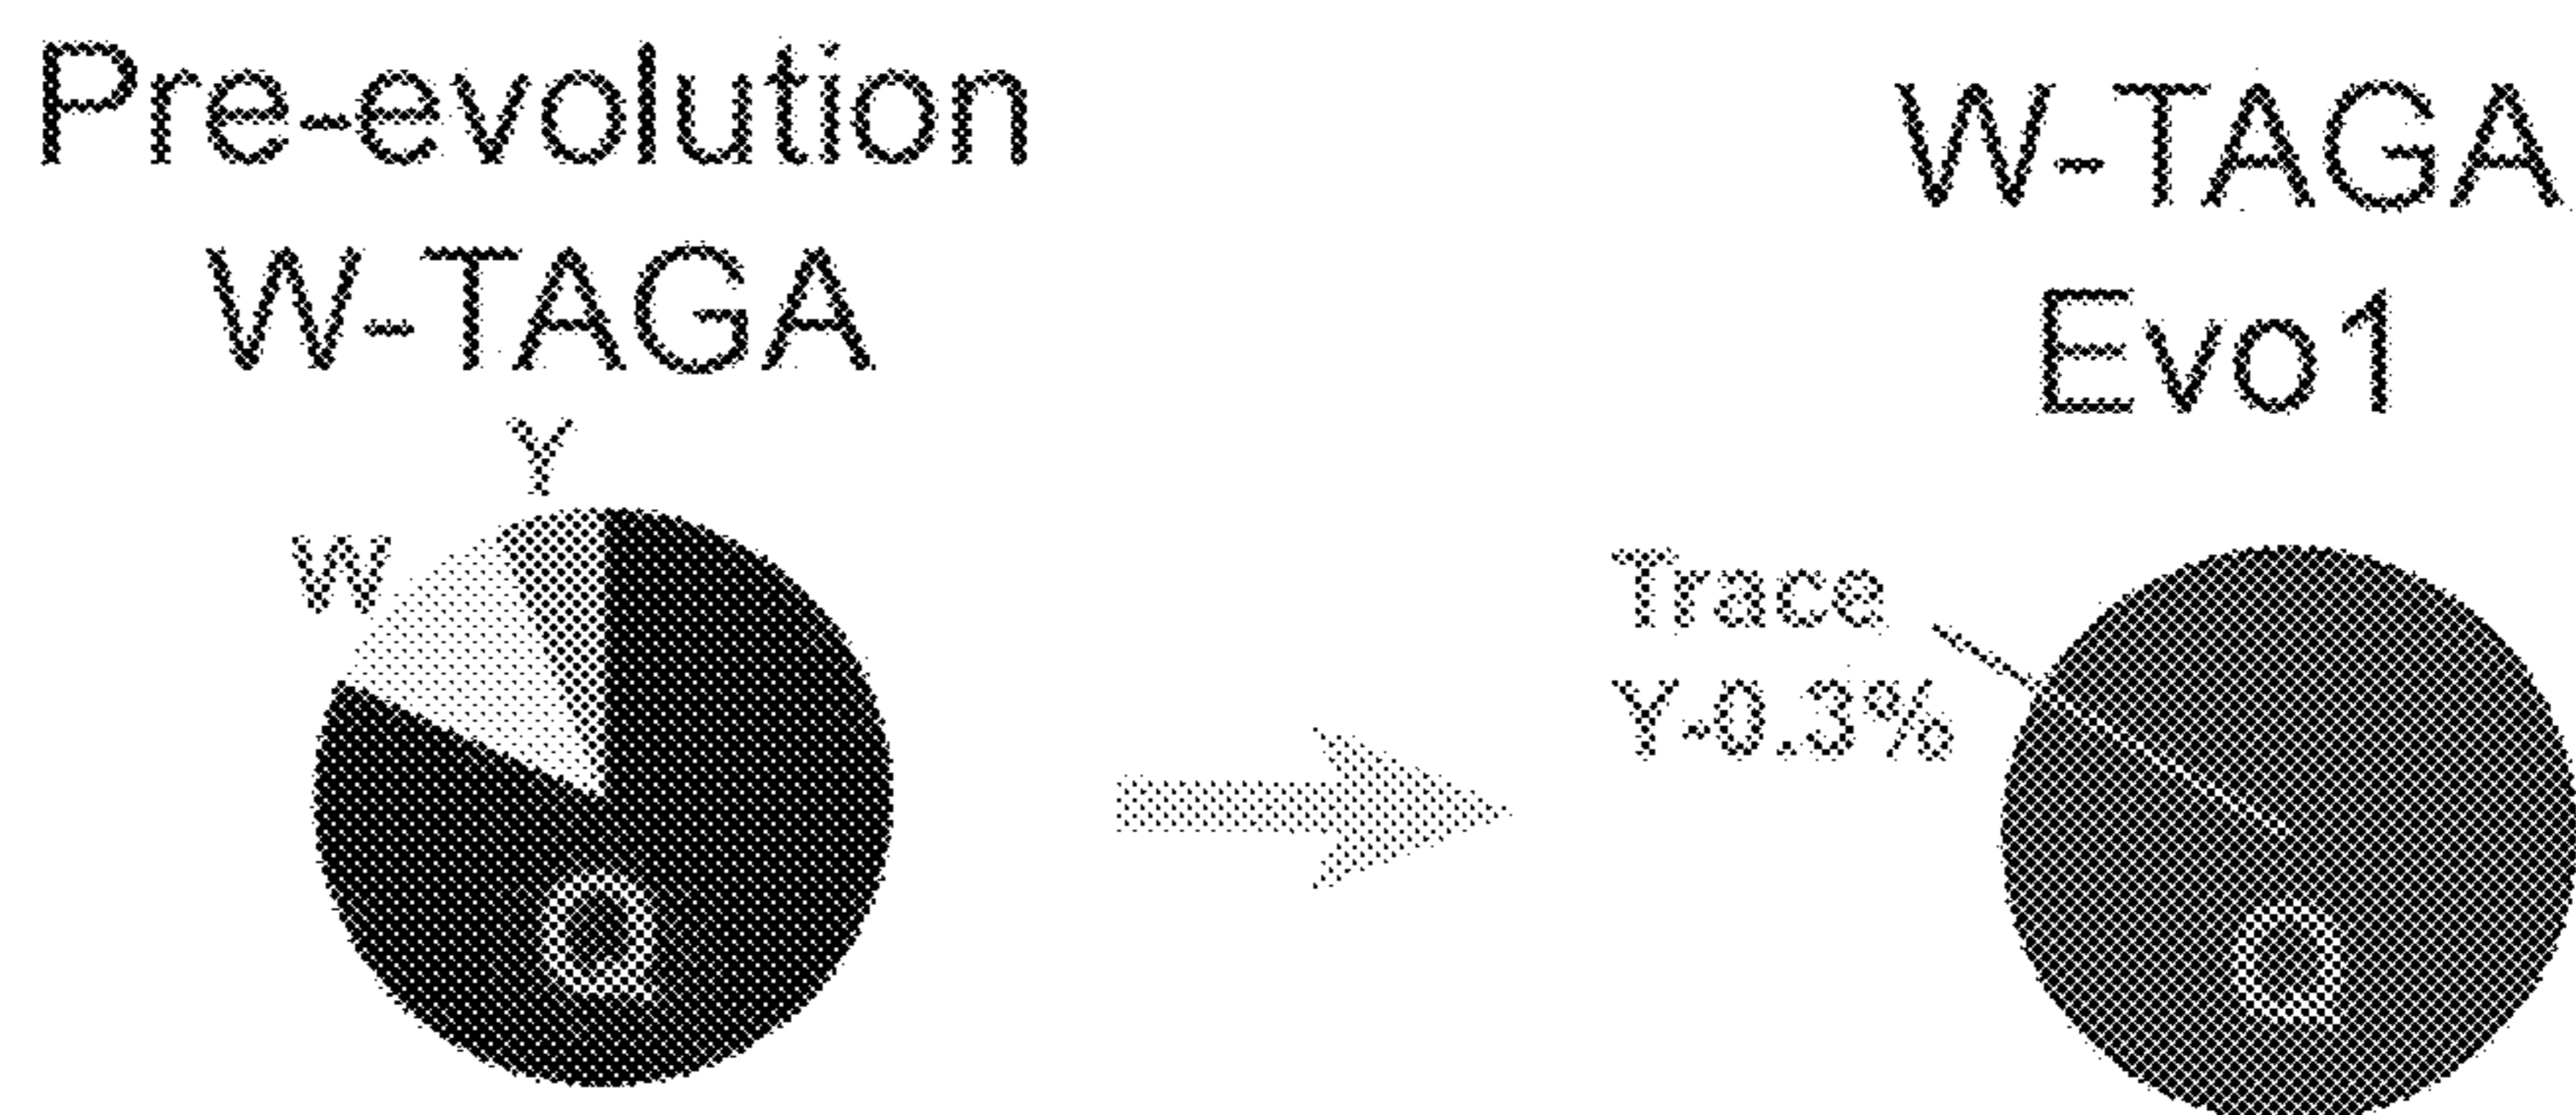 Pre-evolution
W-TAGA
Y
W
Q
W-TAGA
Evo1
Trace
Y-0.3%
Q